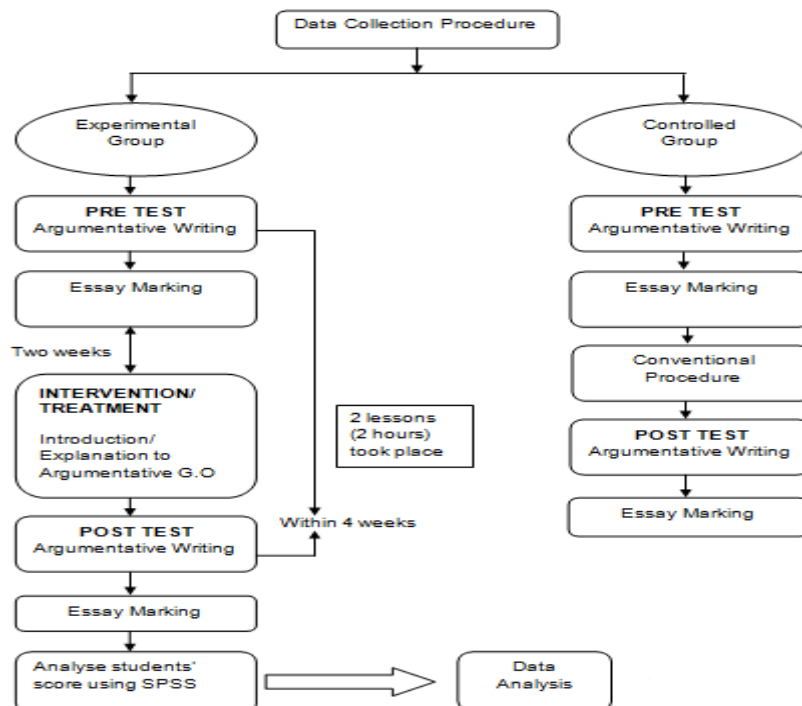 Data Collection Procedure
Experimental
Group
PRE TEST
Argumentative Writing
Essay Marking
Two weeks
INTERVENTION/
TREATMENT
Introduction/
Explanation to
Argumentative G.O
POST TEST
Argumentative Writing
Essay Marking
Analyse students'
score using SPSS
2 lessons
(2 hours)
took place
Within 4 weeks
Data
Analysis
Controlled
Group
PRE TEST
Argumentative Writing
Essay Marking
Conventional
Procedure
POST TEST
Argumentative Writing
Essay Marking